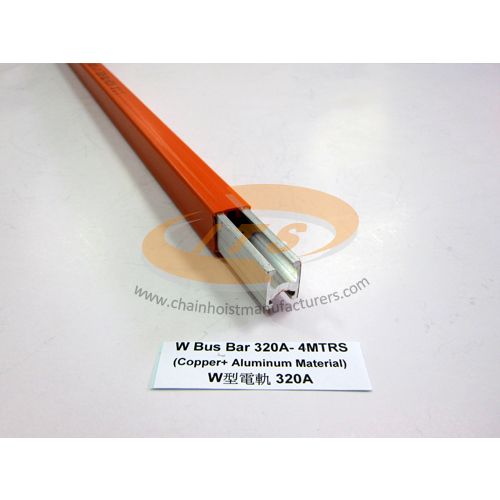 www.chainhoistmanufacturers.com
W Bus Bar 320A- 4MTRS
(Copper+ Aluminum Material)
W型電軌 320A